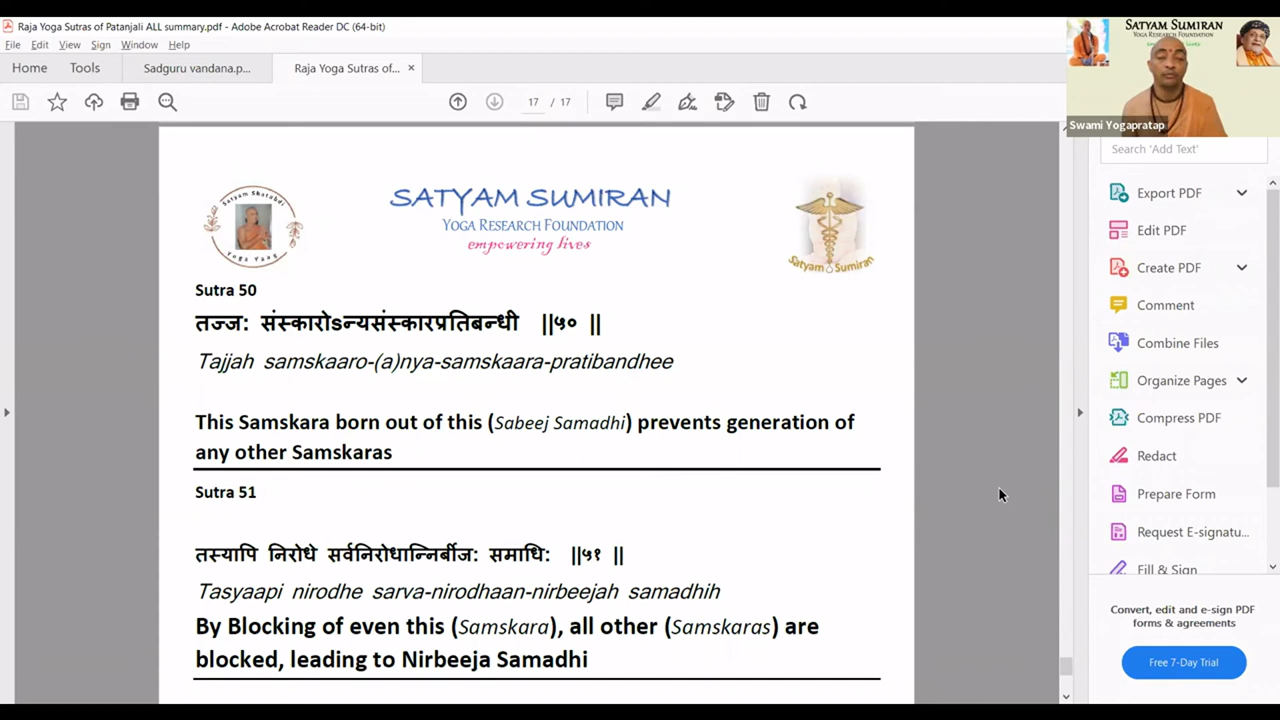 Raja Yoga Sutras of Patanjali ALL summary.pdf - Adobe Acrobat Reader DC (64-bit)
File Edit View Sign Window Help
Home Tools Sadguru vandana.p... Raja Yoga Sutras of... ×
17 / 17
SATYAM SUMIRAN
YOGA RESEARCH FOUNDATION
Swami Yogapratap
Search 'Add Text'
Export PDF
Edit PDF
Create PDF
Comment
Combine Files
Organize Pages
Compress PDF
Redact
Prepare Form
Request E-signatu...
Fill & Sign
Convert, edit and e-sign PDF
forms & agreements
Free 7-Day Trial
Satyam Shatabdi
Yoga Yaag
SATYAM SUMIRAN
YOGA RESEARCH FOUNDATION
empowering lives
Satyam Sumiran
Sutra 50
तज्ज: संस्कारोsन्यसंस्कारप्रतिबन्धी ||५० ||
Tajjah samskaaro-(a)nya-samskaara-pratibandhee
This Samskara born out of this (Sabeej Samadhi) prevents generation of
any other Samskaras
Sutra 51
तस्यापि निरोधे सर्वनिरोधान्निर्बीज: समाधि: ||५१ ||
Tasyaapi nirodhe sarva-nirodhaan-nirbeejah samadhih
By Blocking of even this (Samskara), all other (Samskaras) are
blocked, leading to Nirbeeja Samadhi